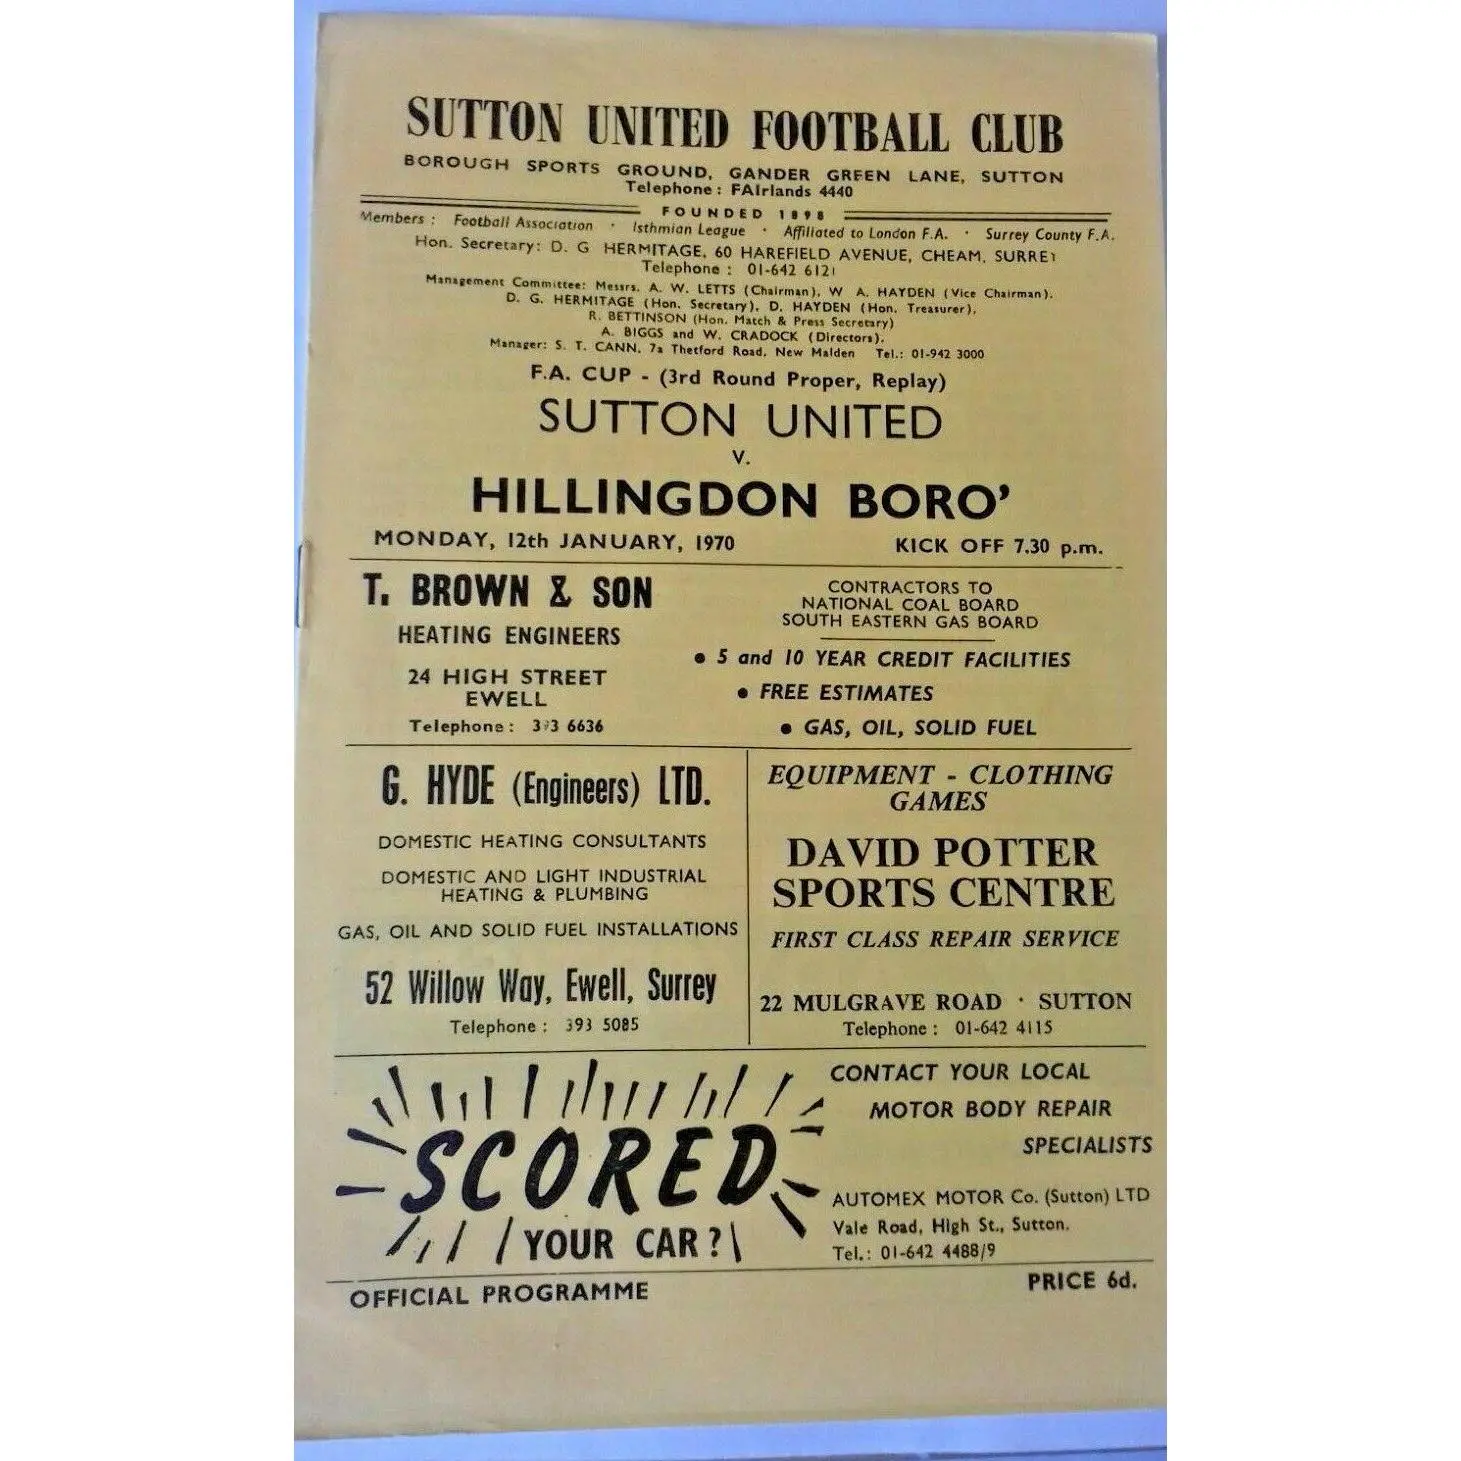 SUTTON UNITED FOOTBALL CLUB
BOROUGH SPORTS GROUND, GANDER GREEN LANE, SUTTON
Telephone: FAIrlands 4440
FOUNDED 1898
Members: Football Association · Isthmian League · Affiliated to London F.A. · Surrey County F.A.
Hon. Secretary: D. G HERMITAGE, 60 HAREFIELD AVENUE, CHEAM, SURREY
Telephone: 01-642 6121
Management Committee: Messrs. A. W. LETTS (Chairman), W A. HAYDEN (Vice Chairman),
D. G. HERMITAGE (Hon. Secretary), D. HAYDEN (Hon. Treasurer),
R. BETTINSON (Hon. Match & Press Secretary)
A. BIGGS and W. CRADOCK (Directors).
Manager: S. T. CANN, 7a Thetford Road, New Malden Tel.: 01-942 3000
F.A. CUP - (3rd Round Proper, Replay)
SUTTON UNITED
V.
HILLINGDON BORO'
MONDAY, 12th JANUARY, 1970 KICK OFF 7.30 p.m.
T. BROWN & SON
HEATING ENGINEERS
24 HIGH STREET
EWELL
Telephone: 393 6636
CONTRACTORS TO
NATIONAL COAL BOARD
SOUTH EASTERN GAS BOARD
• 5 and 10 YEAR CREDIT FACILITIES
• FREE ESTIMATES
• GAS, OIL, SOLID FUEL
G. HYDE (Engineers) LTD.
DOMESTIC HEATING CONSULTANTS
DOMESTIC AND LIGHT INDUSTRIAL
HEATING & PLUMBING
GAS, OIL AND SOLID FUEL INSTALLATIONS
52 Willow Way, Ewell, Surrey
Telephone: 393 5085
EQUIPMENT - CLOTHING
GAMES
DAVID POTTER
SPORTS CENTRE
FIRST CLASS REPAIR SERVICE
22 MULGRAVE ROAD · SUTTON
Telephone: 01-642 4115
SCORED
YOUR CAR?
CONTACT YOUR LOCAL
MOTOR BODY REPAIR
SPECIALISTS
AUTOMEX MOTOR Co. (Sutton) LTD
Vale Road, High St., Sutton.
Tel.: 01-642 4488/9
OFFICIAL PROGRAMME PRICE 6d.